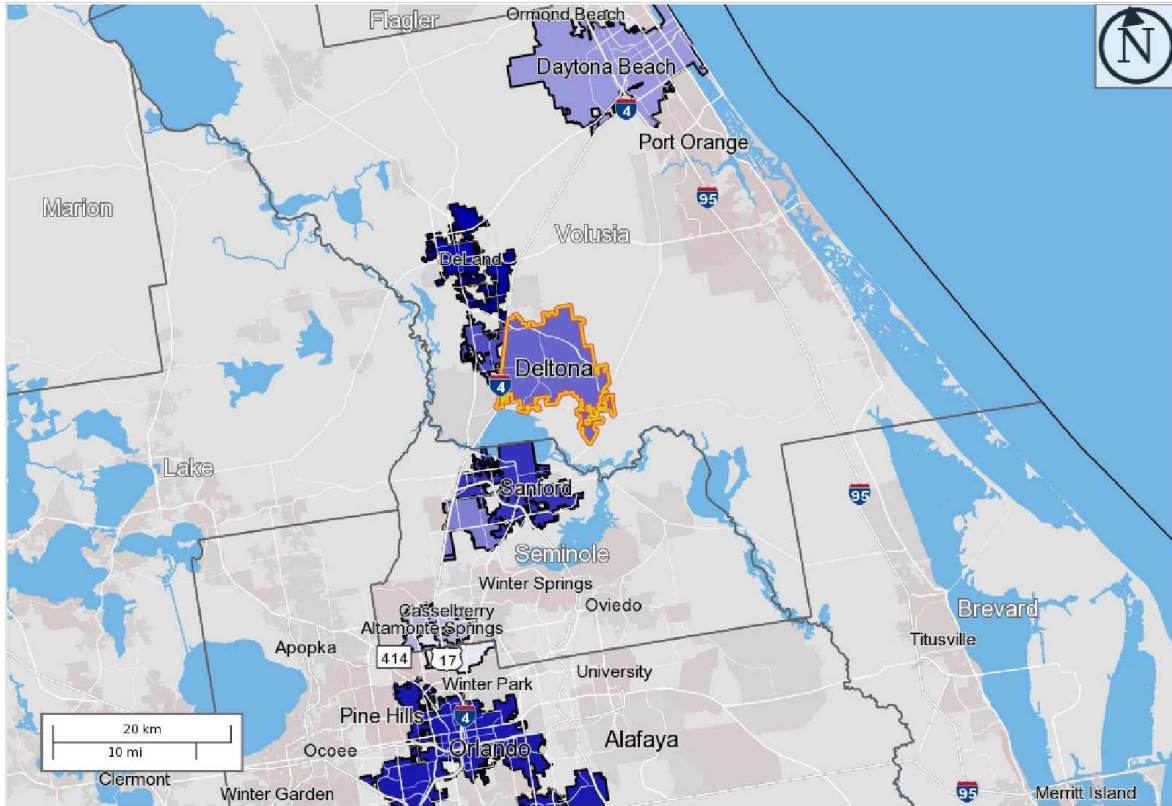 Ormond Beach
Flagler
N
Daytona Beach
4
Port Orange
95
Marion
Volusia
DeLand
Deltona
4
Lake
Sanford
95
Seminole
Winter Springs
Oviedo
Casselberry
Altamonte Springs
Brevard
Apopka
Titusville
414
17
University
Winter Park
Pine Hills
4
20 km
10 mi
Ocoee
Orlando
Alafaya
Clermont
Winter Garden
95
Merritt Island